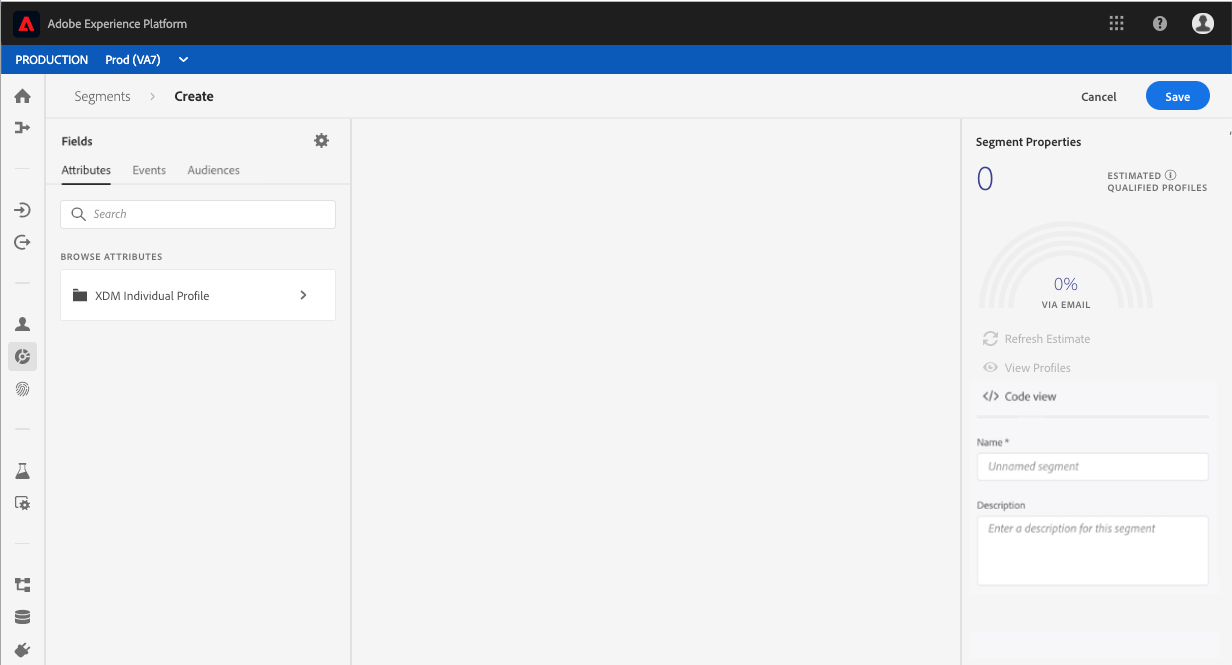 Adobe Experience Platform
PRODUCTION Prod (VA7)
Segments > Create
Cancel
Save
Fields
Attributes Events Audiences
Search
BROWSE ATTRIBUTES
XDM Individual Profile
Segment Properties
0
ESTIMATED
QUALIFIED PROFILES
0%
VIA EMAIL
Refresh Estimate
View Profiles
</> Code view
Name *
Unnamed segment
Description
Enter a description for this segment